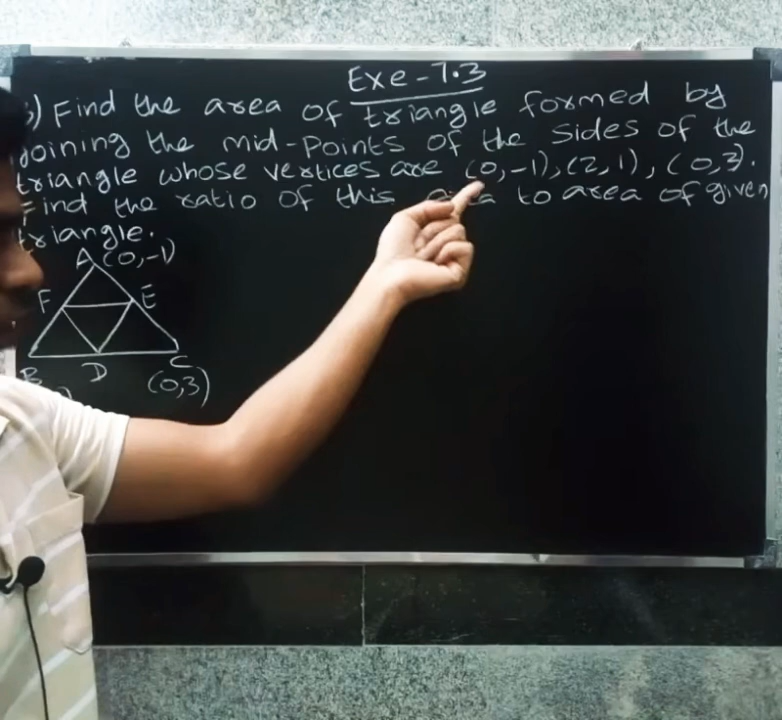 Exe-7.3
) Find the area of triangle formed by
joining the mid-points of the sides of the
triangle whose vertices are (0,-1), (2,1), (0,3).
Find the ratio of this to area of given
triangle.
A (0,-1)
F E
B D C
(0,3)